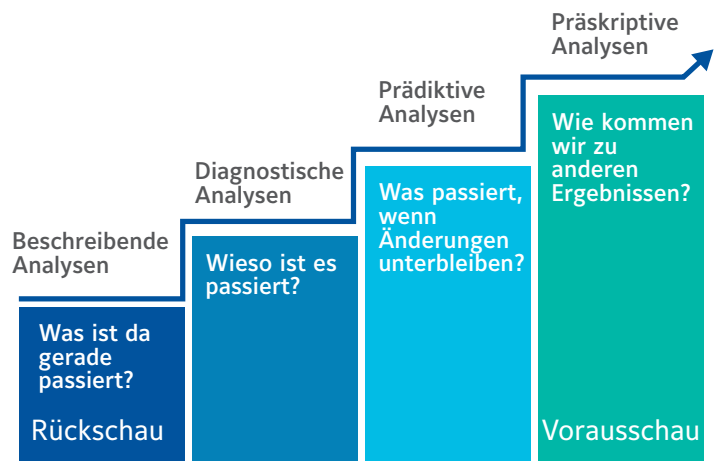 Beschreibende
Analysen
Was ist da
gerade
passiert?
Rückschau
Diagnostische
Analysen
Wieso ist es
passiert?
Prädiktive
Analysen
Was passiert,
wenn
Änderungen
unterbleiben?
Präskriptive
Analysen
Wie kommen
wir zu
anderen
Ergebnissen?
Vorausschau